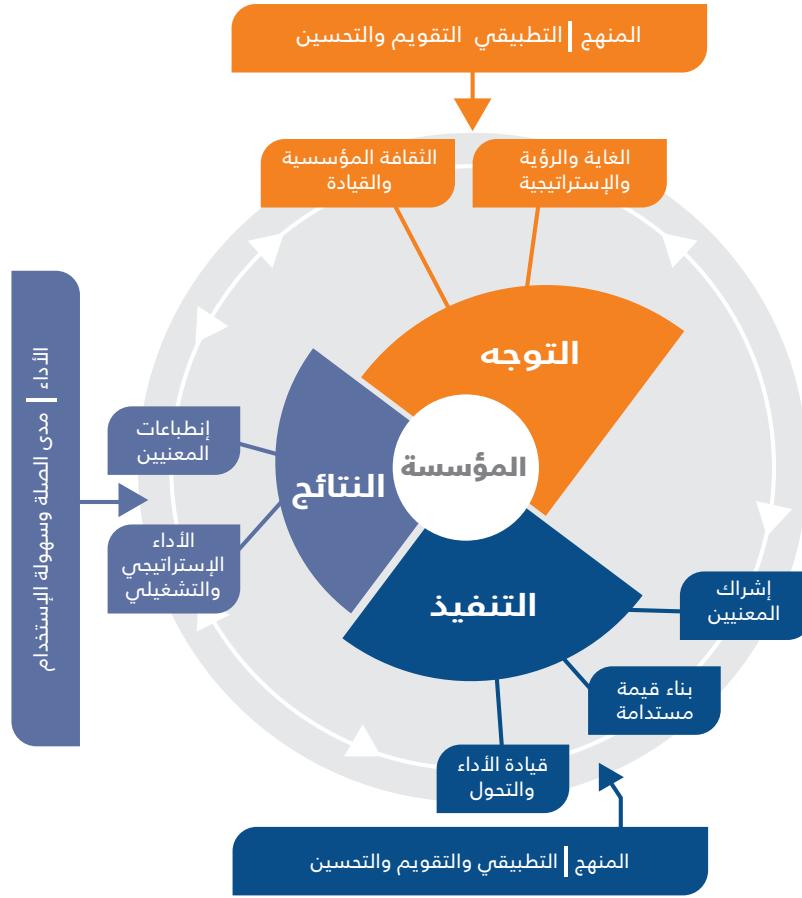 المنهج | التطبيقي التقويم والتحسين
الغاية والرؤية
والإستراتيجية
الثقافة المؤسسية
والقيادة
التوجه
المؤسسة
النتائج
التنفيذ
إنطباعات
المعنيين
الأداء
الإستراتيجي
والتشغيلي
الأداء | مدى الصلة وسهولة الإستخدام
إشراك
المعنيين
بناء قيمة
مستدامة
قيادة الأداء
والتحول
المنهج | التطبيقي والتقويم والتحسين